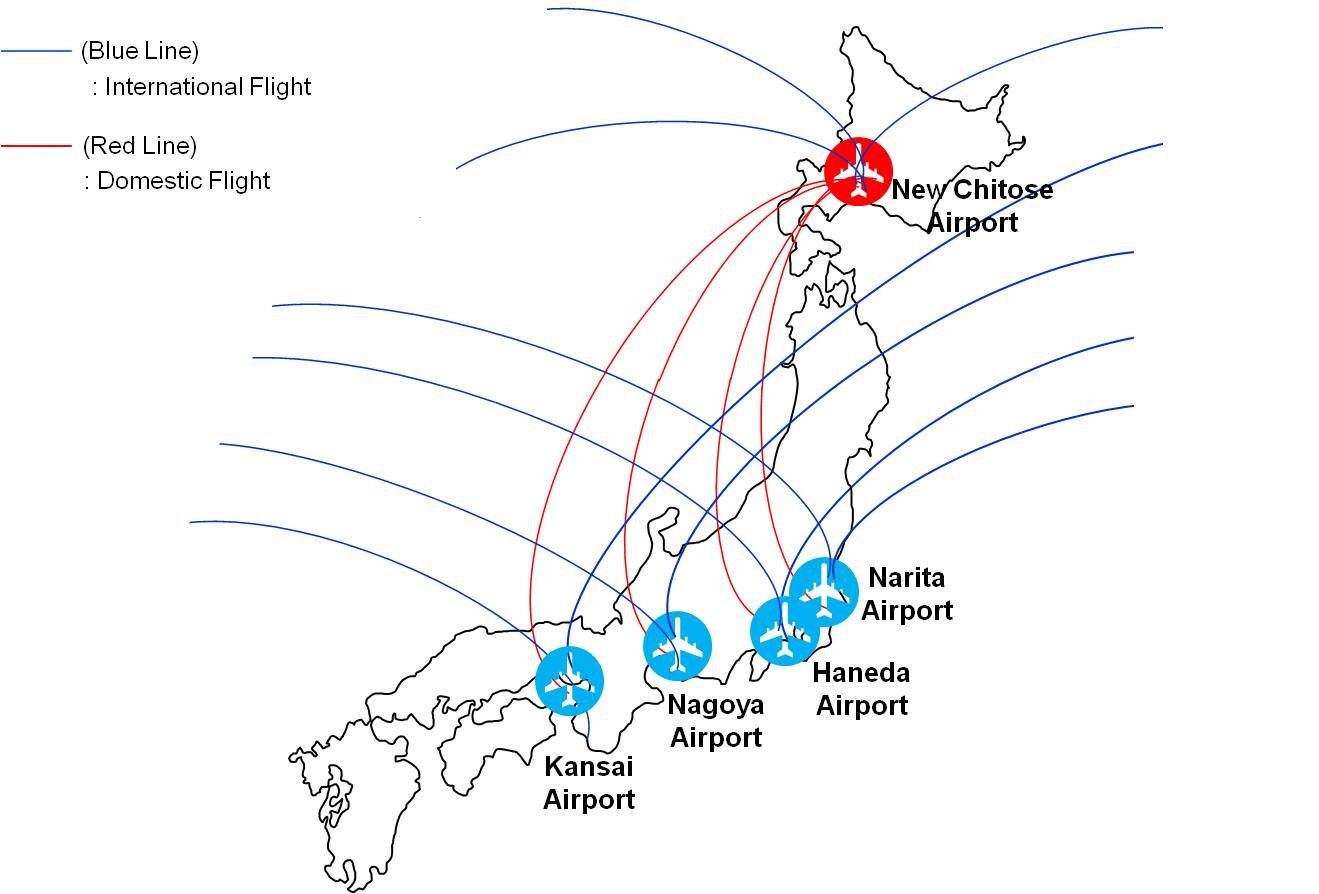 (Blue Line)
: International Flight
(Red Line)
: Domestic Flight
New Chitose
Airport
Narita
Airport
Haneda
Airport
Nagoya
Airport
Kansai
Airport